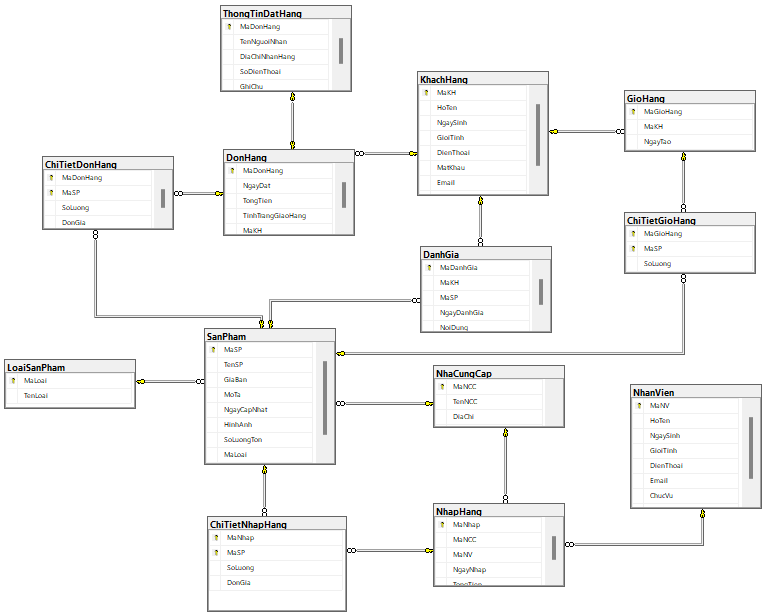 ThongTinDatHang
MaDonHang
TenNguoiNhan
DiaChiNhanHang
SoDienThoai
GhiChu
KhachHang
MaKH
HoTen
NgaySinh
GioiTinh
DienThoai
MatKhau
Email
GioHang
MaGioHang
MaKH
NgayTao
ChiTietDonHang
MaDonHang
MaSP
SoLuong
DonGia
DonHang
MaDonHang
NgayDat
TongTien
TinhTrangGiaoHang
MaKH
ChiTietGioHang
MaGioHang
MaSP
SoLuong
DanhGia
MaDanhGia
MaKH
MaSP
NgayDanhGia
NoiDung
SanPham
MaSP
TenSP
GiaBan
MoTa
NgayCapNhat
HinhAnh
SoLuongTon
MaLoai
LoaiSanPham
MaLoai
TenLoai
NhaCungCap
MaNCC
TenNCC
DiaChi
NhanVien
MaNV
HoTen
NgaySinh
GioiTinh
DienThoai
Email
ChucVu
ChiTietNhapHang
MaNhap
MaSP
SoLuong
DonGia
NhapHang
MaNhap
MaNCC
MaNV
NgayNhap
TongTien